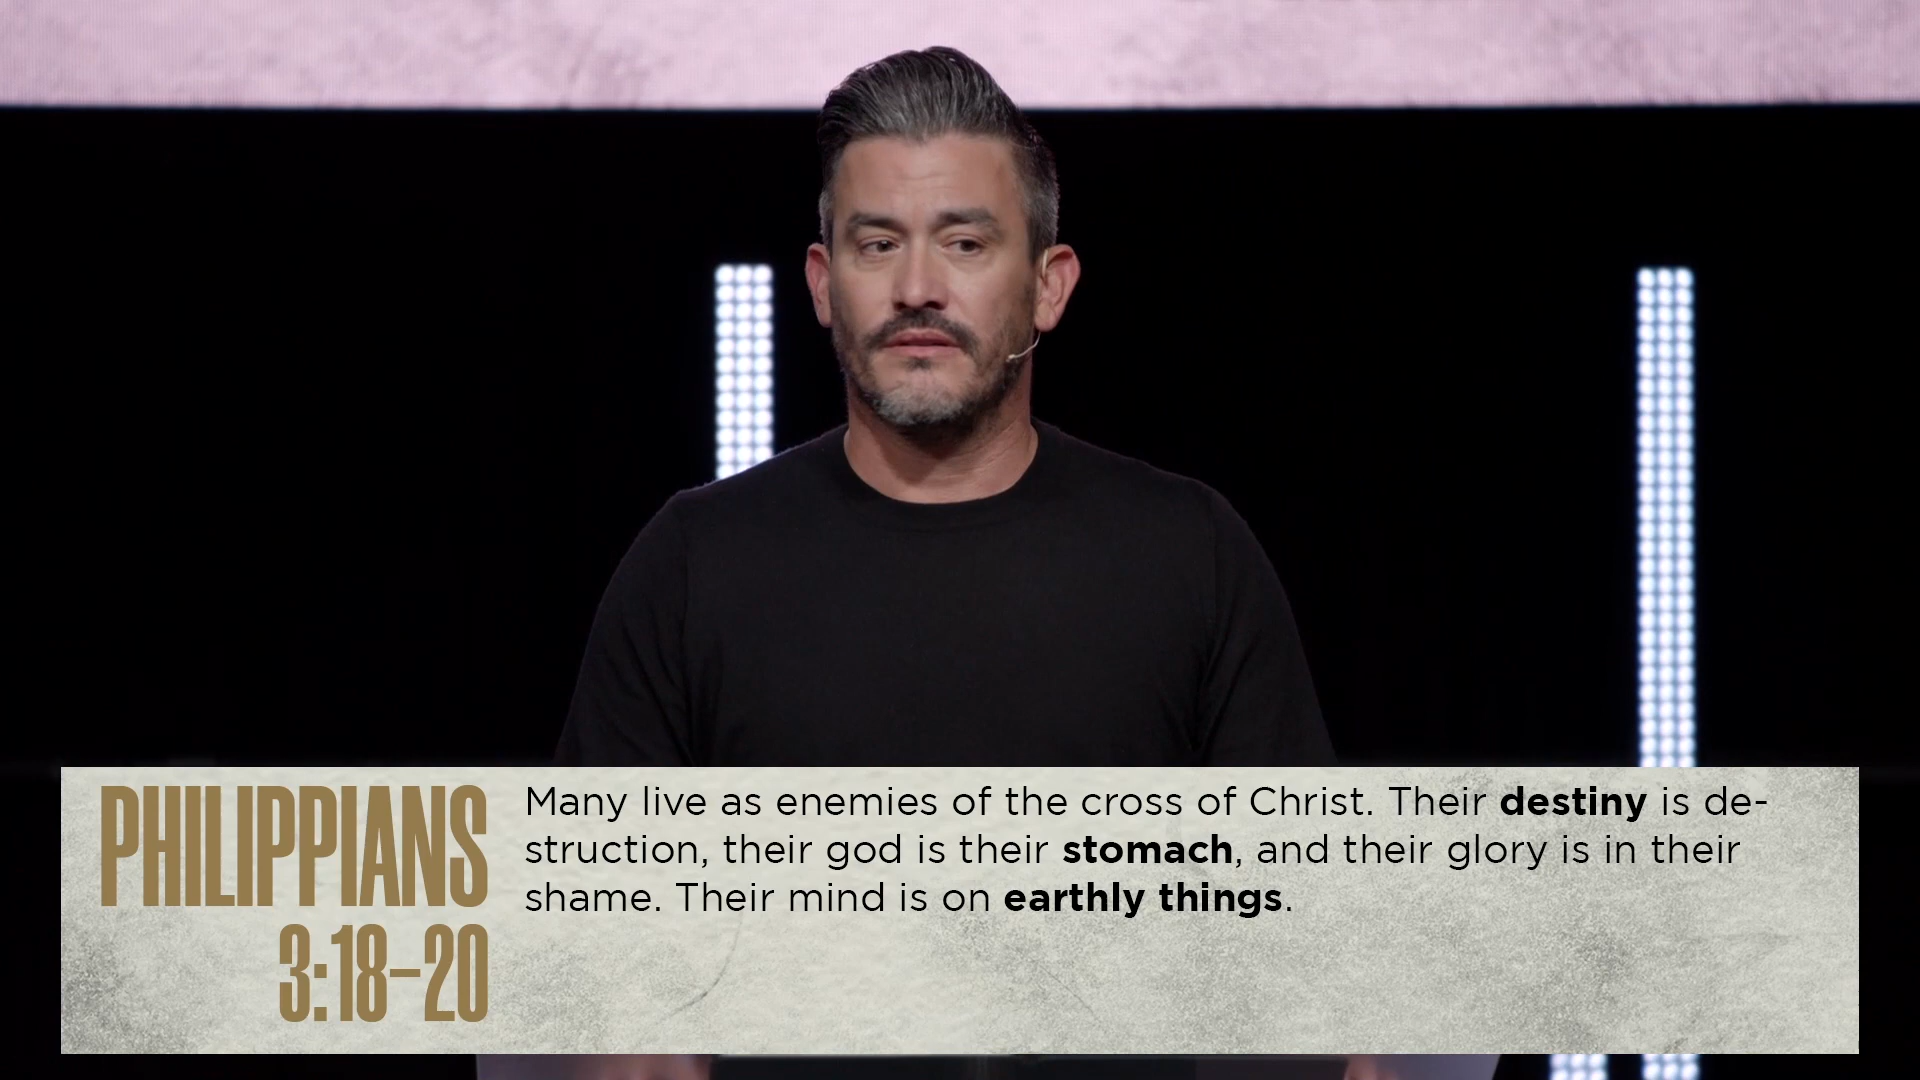 PHILIPPIANS
3:18–20
Many live as enemies of the cross of Christ. Their destiny is de-
struction, their god is their stomach, and their glory is in their
shame. Their mind is on earthly things.